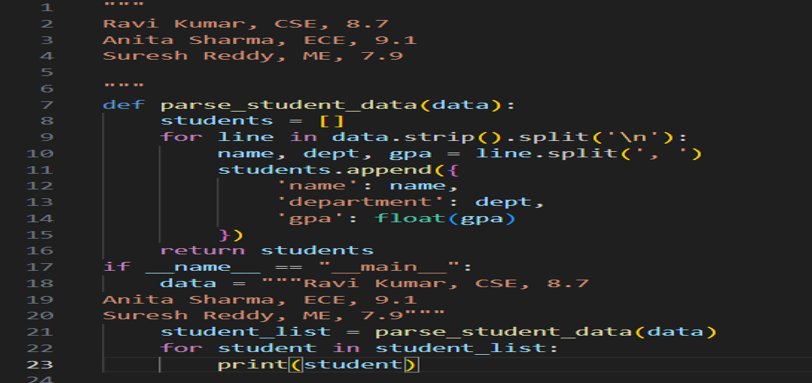 1 """
2 Ravi Kumar, CSE, 8.7
3 Anita Sharma, ECE, 9.1
4 Suresh Reddy, ME, 7.9
5
6 """
7 def parse_student_data(data):
8     students = []
9     for line in data.strip().split('\n'):
10         name, dept, gpa = line.split(', ')
11         students.append({
12             'name': name,
13             'department': dept,
14             'gpa': float(gpa)
15         })
16     return students
17 if __name__ == "__main__":
18     data = """Ravi Kumar, CSE, 8.7
19 Anita Sharma, ECE, 9.1
20 Suresh Reddy, ME, 7.9"""
21     student_list = parse_student_data(data)
22     for student in student_list:
23         print(student)
24